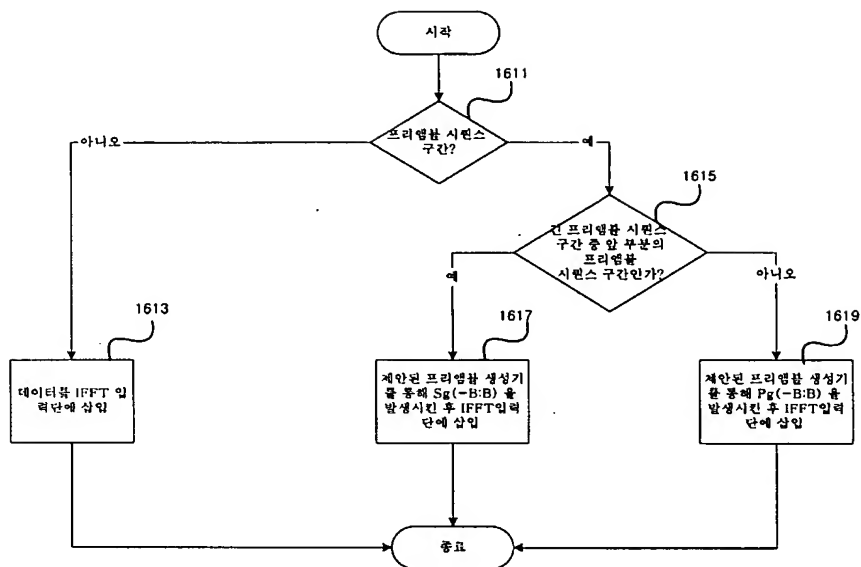 시작
1611
프리앰블 시퀀스
구간?
아니오
예
1615
긴 프리앰블 시퀀스
구간 중 앞 부분의
프리앰블
시퀀스 구간인가?
예
아니오
1613
데이터를 IFFT 입
력단에 삽입
1617
제안된 프리앰블 생성기
를 통해 Sg(-B:B) 을
발생시킨 후 IFFT입력
단에 삽입
1619
제안된 프리앰블 생성기
를 통해 Pg(-B:B) 을
발생시킨 후 IFFT입력
단에 삽입
종료